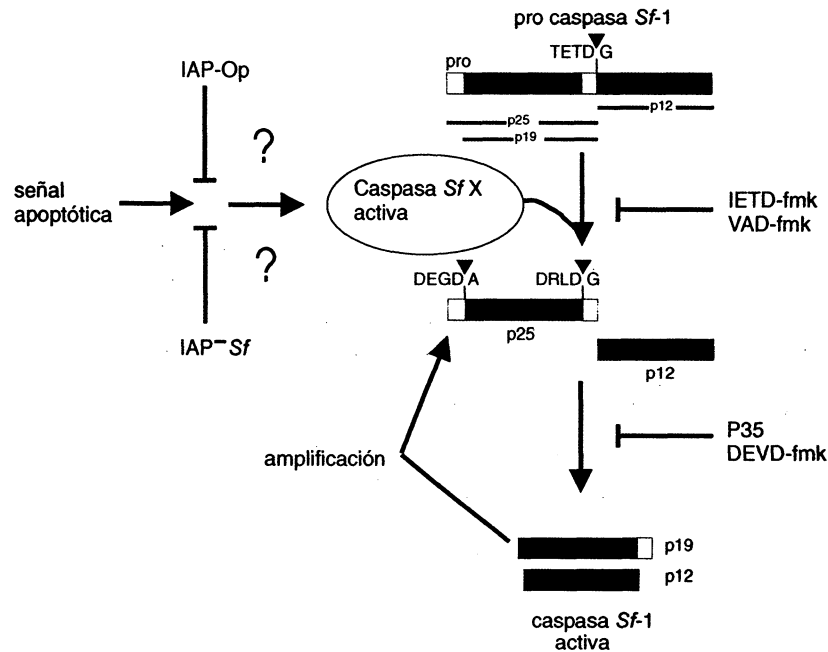 pro caspasa Sf-1
TETD G
pro
p12
p25
p19
IAP-Op
?
señal
apoptótica
Caspasa Sf X
activa
IETD-fmk
VAD-fmk
?
IAP-Sf
DEGD A
DRLD G
p25
p12
P35
DEVD-fmk
amplificación
p19
p12
caspasa Sf-1
activa